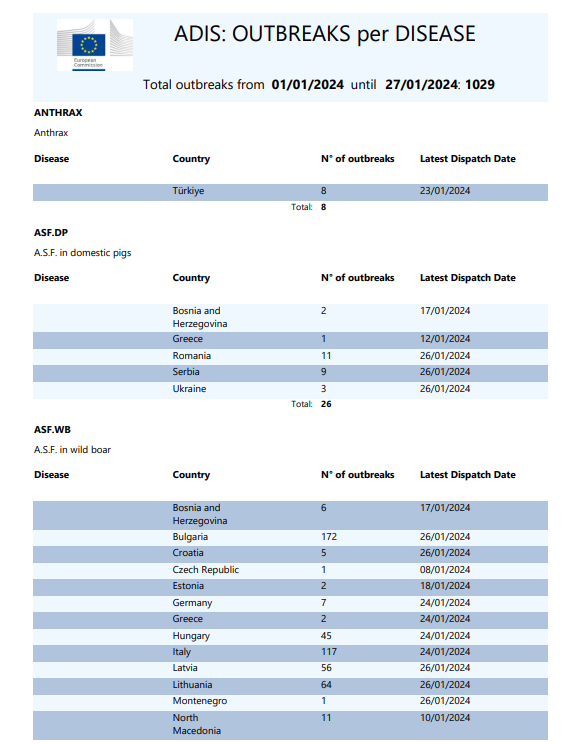 European
Commission
ADIS: OUTBREAKS per DISEASE
Total outbreaks from 01/01/2024 until 27/01/2024: 1029
ANTHRAX
Anthrax
Disease Country N° of outbreaks Latest Dispatch Date
Türkiye 8 23/01/2024
Total: 8
ASF.DP
A.S.F. in domestic pigs
Disease Country N° of outbreaks Latest Dispatch Date
Bosnia and 2 17/01/2024
Herzegovina
Greece 1 12/01/2024
Romania 11 26/01/2024
Serbia 9 26/01/2024
Ukraine 3 26/01/2024
Total: 26
ASF.WB
A.S.F. in wild boar
Disease Country N° of outbreaks Latest Dispatch Date
Bosnia and 6 17/01/2024
Herzegovina
Bulgaria 172 26/01/2024
Croatia 5 26/01/2024
Czech Republic 1 08/01/2024
Estonia 2 18/01/2024
Germany 7 24/01/2024
Greece 2 24/01/2024
Hungary 45 24/01/2024
Italy 117 24/01/2024
Latvia 56 26/01/2024
Lithuania 64 26/01/2024
Montenegro 1 26/01/2024
North 11 10/01/2024
Macedonia